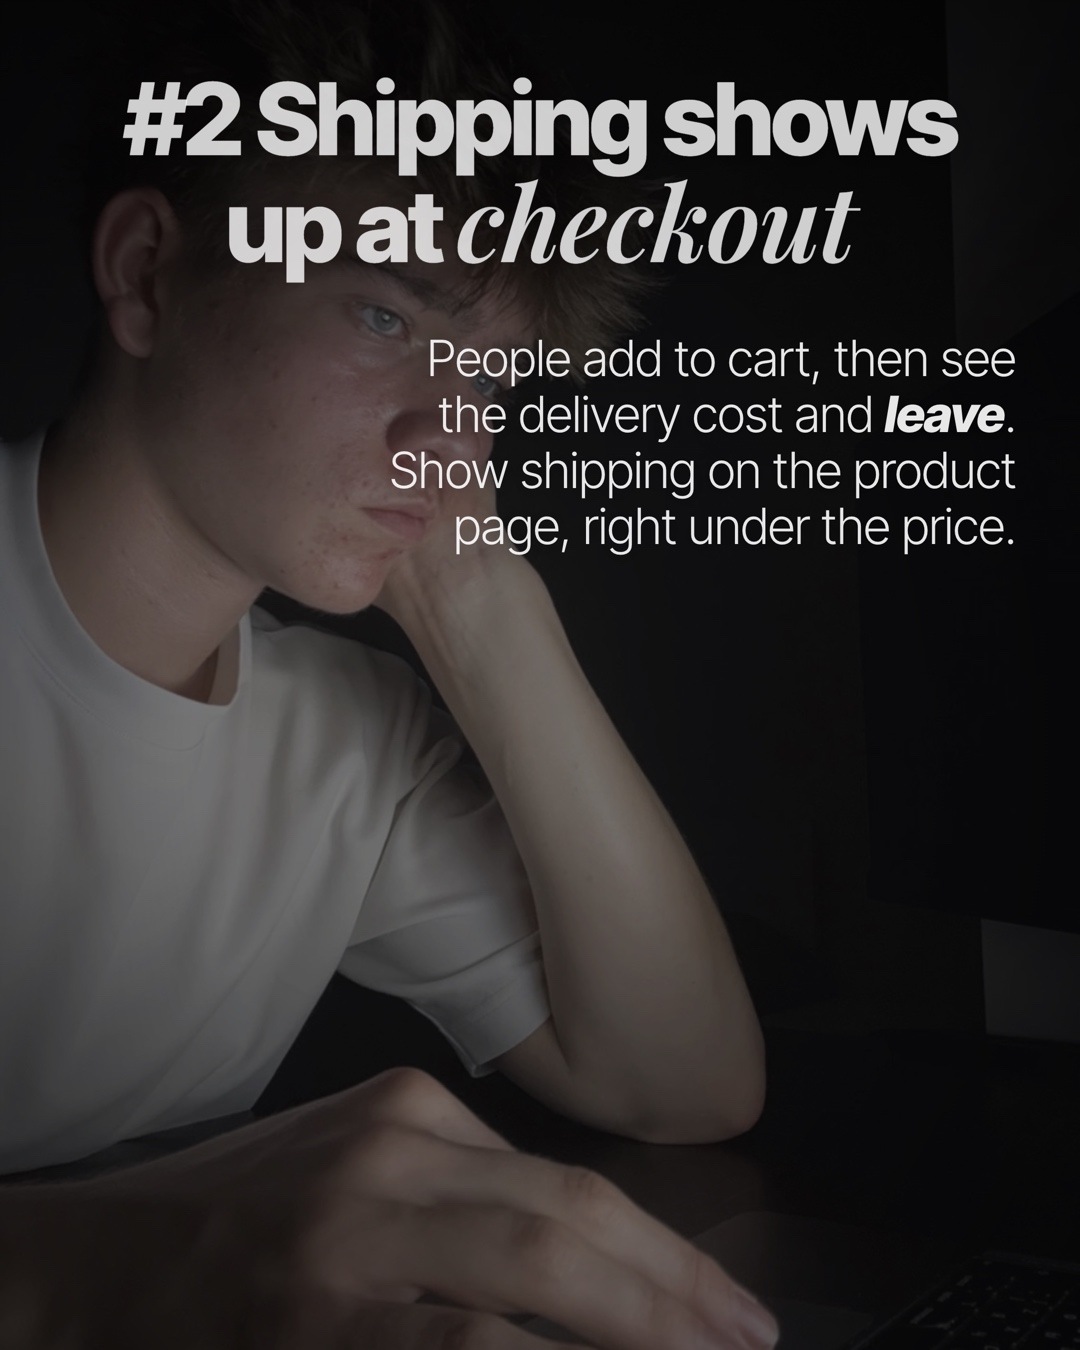 #2 Shipping shows
up at checkout
People add to cart, then see
the delivery cost and leave.
Show shipping on the product
page, right under the price.